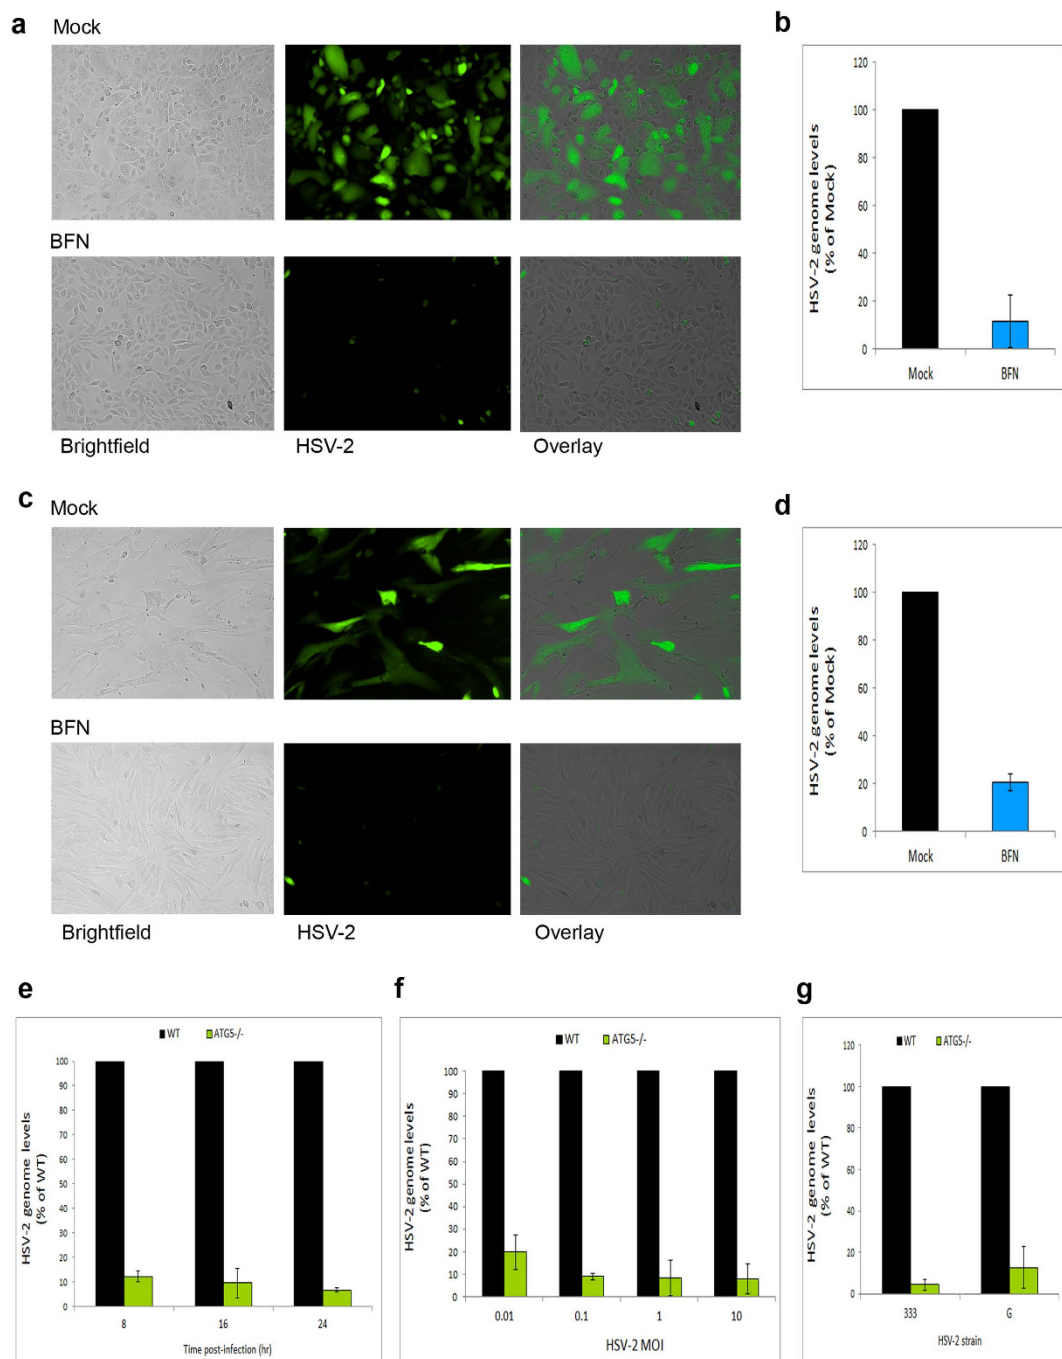 a
Mock
BFN
Brightfield
HSV-2
Overlay
b
HSV-2 genome levels
(% of Mock)
120
100
80
60
40
20
0
Mock
BFN
c
Mock
BFN
Brightfield
HSV-2
Overlay
d
HSV-2 genome levels
(% of Mock)
120
100
80
60
40
20
0
Mock
BFN
e
WT
ATG5-/-
HSV-2 genome levels
(% of WT)
100
90
80
70
60
50
40
30
20
10
0
8
16
24
Time post-infection (hr)
f
WT
ATG5-/-
HSV-2 genome levels
(% of WT)
100
90
80
70
60
50
40
30
20
10
0
0.01
0.1
1
10
HSV-2 MOI
g
WT
ATG5-/-
HSV-2 genome levels
(% of WT)
120
100
80
60
40
20
0
333
G
HSV-2 strain